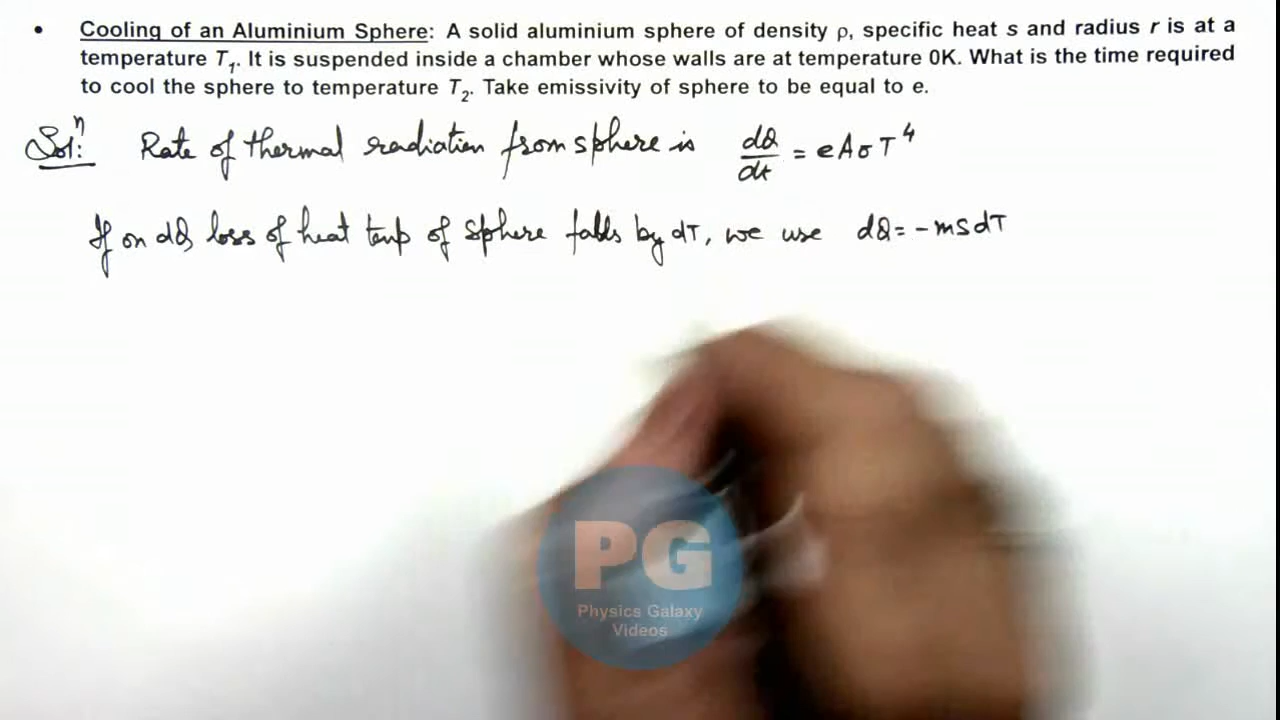 • Cooling of an Aluminium Sphere: A solid aluminium sphere of density ρ, specific heat s and radius r is at a
temperature T₁. It is suspended inside a chamber whose walls are at temperature 0K. What is the time required
to cool the sphere to temperature T₂. Take emissivity of sphere to be equal to e.
Solⁿ: Rate of thermal radiation from sphere is dQ/dt = eAσT⁴
If on dQ loss of heat temp of sphere falls by dT, we use dQ = -msdT
PG
Physics Galaxy
Videos